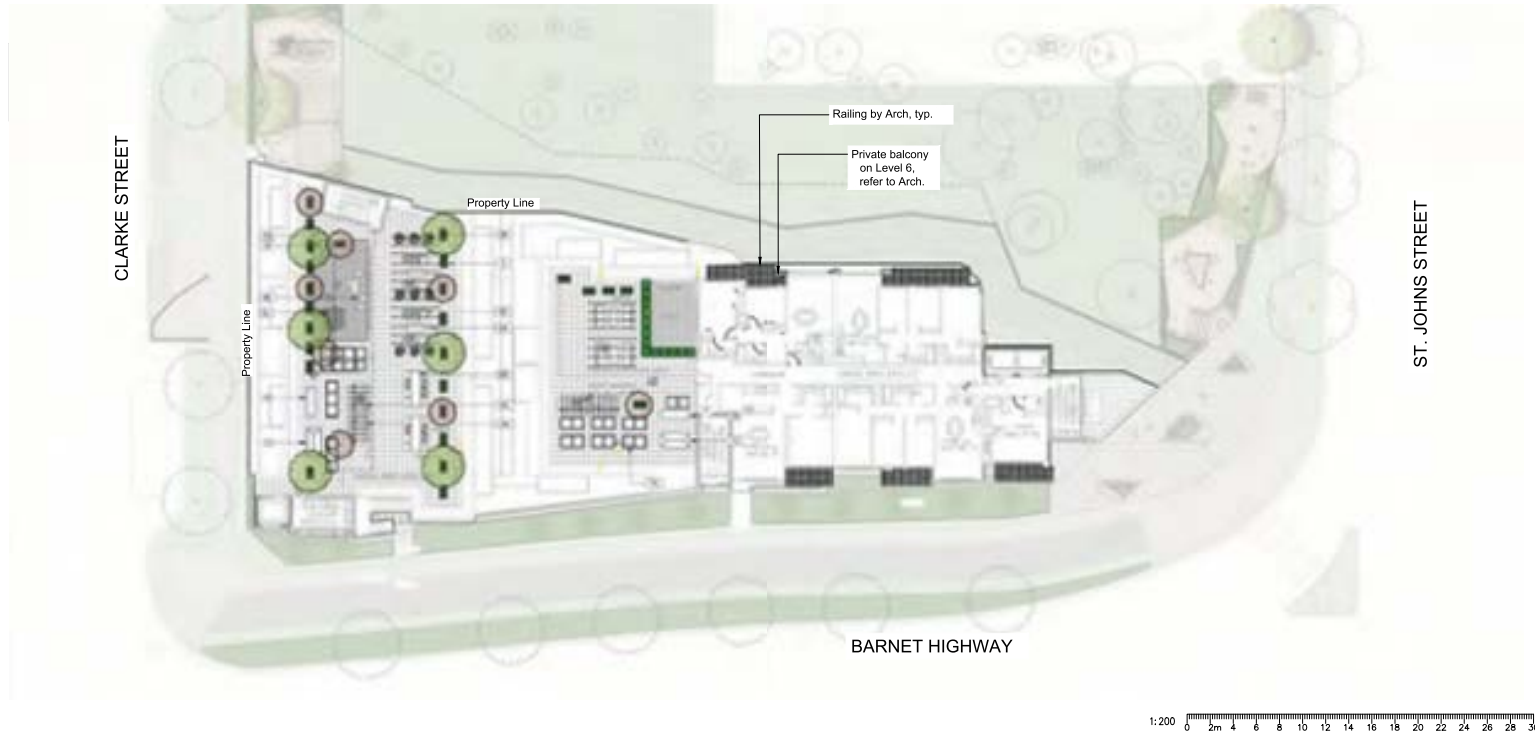 Railing by Arch, typ.
Private balcony
on Level 6,
refer to Arch.
CLARKE STREET
Property Line
Property Line
ST. JOHNS STREET
BARNET HIGHWAY
1:200 0 2m 4 6 8 10 12 14 16 18 20 22 24 26 28